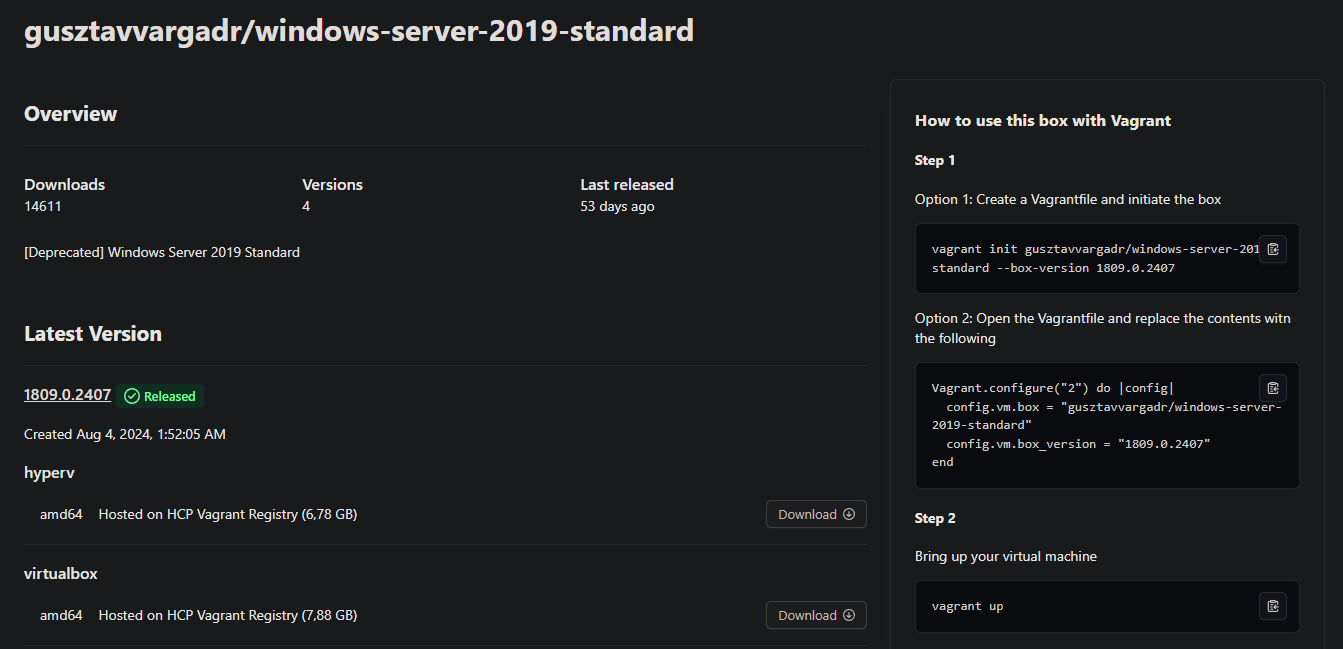 gusztavvargadr/windows-server-2019-standard
Overview
Downloads
Versions
Last released
14611
4
53 days ago
[Deprecated] Windows Server 2019 Standard
Latest Version
1809.0.2407
Released
Created Aug 4, 2024, 1:52:05 AM
hyperv
amd64
Hosted on HCP Vagrant Registry (6,78 GB)
Download
virtualbox
amd64
Hosted on HCP Vagrant Registry (7,88 GB)
Download
How to use this box with Vagrant
Step 1
Option 1: Create a Vagrantfile and initiate the box
vagrant init gusztavvargadr/windows-server-201
standard --box-version 1809.0.2407
Option 2: Open the Vagrantfile and replace the contents witn
the following
Vagrant.configure("2") do |config|
config.vm.box = "gusztavvargadr/windows-server-
2019-standard"
config.vm.box_version = "1809.0.2407"
end
Step 2
Bring up your virtual machine
vagrant up